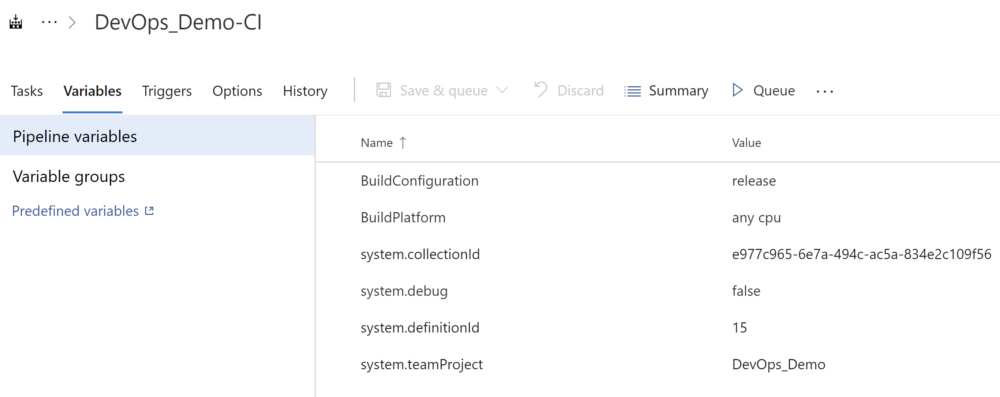 DevOps_Demo-CI
Tasks Variables Triggers Options History Save & queue Discard Summary Queue
Pipeline variables
Variable groups
Predefined variables
Name Value
BuildConfiguration release
BuildPlatform any cpu
system.collectionId e977c965-6e7a-494c-ac5a-834e2c109f56
system.debug false
system.definitionId 15
system.teamProject DevOps_Demo